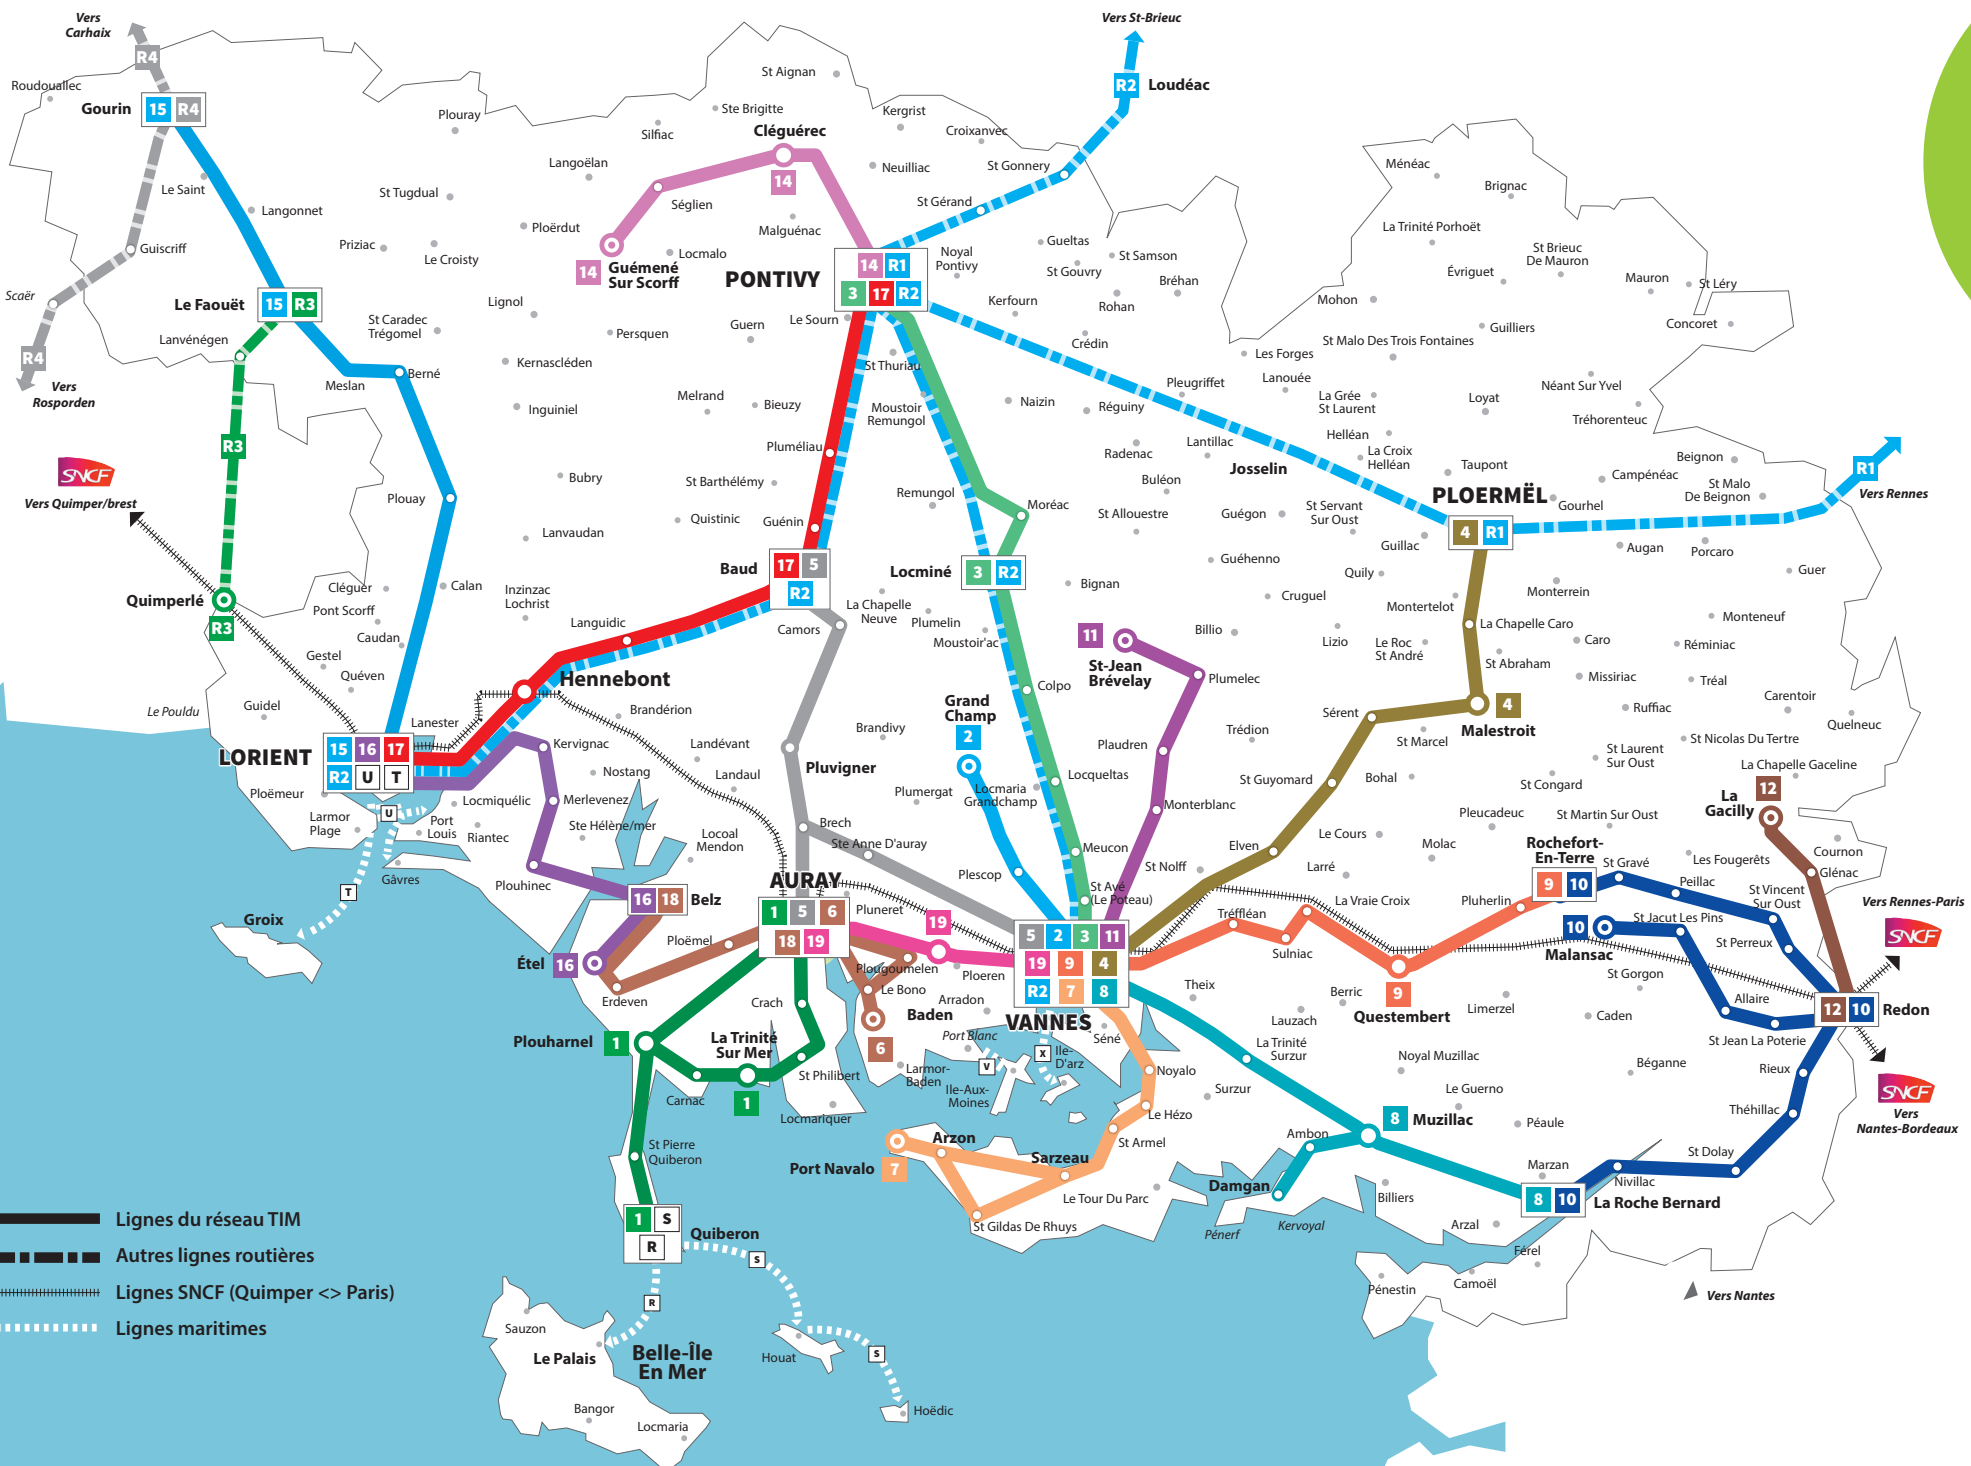 Vers
Carhaix
R4
Roudouallec
Gourin
15 R4
Le Saint
Langonnet
Guiscriff
Scaër
R4
Vers
Rosporden
Le Faouët
15 R3
Lanvénégen
Meslan
Berné
R3
SNCF
Vers Quimper/brest
Plouay
Quimperlé
R3
Cléguer
Pont Scorff
Calan
Caudan
Gestel
Quéven
Guidel
Le Pouldu
Lanester
LORIENT
15 16 17
R2 U T
Ploëmeur
Larmor
Plage
U
Port
Louis
Locmiquélic
Riantec
Gâvres
T
Groix
Plouray
St Tugdual
Priziac
Le Croisty
St Caradec
Trégomel
Lignol
Ploërdut
Langoëlan
Silfiac
Ste Brigitte
St Aignan
Cléguérec
14
Séglien
Malguénac
Locmalo
14
Guémené
Sur Scorff
Persquen
Kernascléden
Inguiniel
Bubry
Lanvaudan
Inzinzac
Lochrist
Languidic
Hennebont
Brandérion
Kervignac
Nostang
Merlevenez
Ste Hélène/mer
Plouhinec
Landévant
Landaul
Locoal
Mendon
16 18
Belz
Étel
16
Erdeven
Ploëmel
Kergrist
Neuilliac
Croixanvec
St Gonnery
St Gérand
Vers St-Brieuc
R2
Loudéac
PONTIVY
14 R1
3 17 R2
Noyal
Pontivy
Le Sourn
Guern
Melrand
Bieuzy
St Thuriau
Moustoir
Remungol
Pluméliau
St Barthélémy
Quistinic
Guénin
Remungol
Naizin
Moréac
Baud
17 5
R2
Locminé
3 R2
Camors
La Chapelle
Neuve
Plumelin
Moustoir'ac
Bignan
Colpo
Brandivy
Pluvigner
Plumergat
Grand
Champ
2
Locmaria
Grandchamp
Locqueltas
Brech
Ste Anne D'auray
Plescop
Meucon
St Avé
(Le Poteau)
AURAY
1 5 6
18 19
Pluneret
19
Ploeren
Plougoumelen
Le Bono
Baden
6
Arradon
Port Blanc
Larmor-
Baden
V
Ile-Aux-
Moines
X
Ile-
D'arz
VANNES
5 2 3 11
19 9 4
R2 7 8
Séné
Crach
La Trinité
Sur Mer
1
St Philibert
Locmariquer
Plouharnel
1
Carnac
St Pierre
Quiberon
1 S
R
Quiberon
S
R
S
Sauzon
Le Palais
Belle-Île
En Mer
Bangor
Locmaria
Houat
Hoëdic
Arzon
Port Navalo
7
Sarzeau
St Gildas De Rhuys
Le Tour Du Parc
St Armel
Le Hézo
Noyalo
Theix
Surzur
La Trinité
Surzur
Lauzach
Berric
Ambon
Damgan
Pénerf
Kervoyal
8
Muzillac
Billiers
Noyal Muzillac
Le Guerno
Péaule
Marzan
Arzal
8 10
La Roche Bernard
Nivillac
St Dolay
Férel
Camoël
Pénestin
Vers Nantes
Théhillac
Rieux
Béganne
Gueltas
St Gouvry
St Samson
Rohan
Bréhan
Kerfourn
Crédin
Réguiny
Pleugriffet
Radenac
Lantillac
Buléon
St Allouestre
Guégon
Guéhenno
Cruguel
Billio
11
St-Jean
Brévelay
Plumelec
Plaudren
Trédion
Monterblanc
St Nolff
Elven
St Guyomard
Sérent
Josselin
Les Forges
Lanouée
La Grée
St Laurent
Helléan
La Croix
Helléan
St Servant
Sur Oust
Guillac
Quily
Montertelot
Lizio
Le Roc
St André
Ménéac
Brignac
La Trinité Porhoët
St Brieuc
De Mauron
Évriguet
Mauron
St Léry
Mohon
Guilliers
Concoret
St Malo Des Trois Fontaines
Néant Sur Yvel
Tréhorenteuc
Loyat
Taupont
Campénéac
Beignon
St Malo
De Beignon
R1
Vers Rennes
PLOERMËL
4 R1
Gourhel
Augan
Porcaro
Guer
Monterrein
Monteneuf
La Chapelle Caro
Caro
Réminiac
St Abraham
Missiriac
Tréal
Carentoir
Malestroit
4
Ruffiac
Quelneuc
St Marcel
St Nicolas Du Tertre
St Laurent
Sur Oust
La Chapelle Gaceline
Bohal
St Congard
La
Gacilly
12
Pleucadeuc
St Martin Sur Oust
Le Cours
Molac
Larré
La Vraie Croix
Tréffléan
Sulniac
Questembert
9
Pluherlin
Rochefort-
En-Terre
9 10
St Gravé
Les Fougerêts
Cournon
Glénac
Peillac
St Vincent
Sur Oust
St Jacut Les Pins
10
Malansac
St Perreux
St Gorgon
Allaire
Caden
Limerzel
St Jean La Poterie
12 10
Redon
Vers Rennes-Paris
SNCF
SNCF
Vers
Nantes-Bordeaux
Lignes du réseau TIM
Autres lignes routières
Lignes SNCF (Quimper <> Paris)
Lignes maritimes